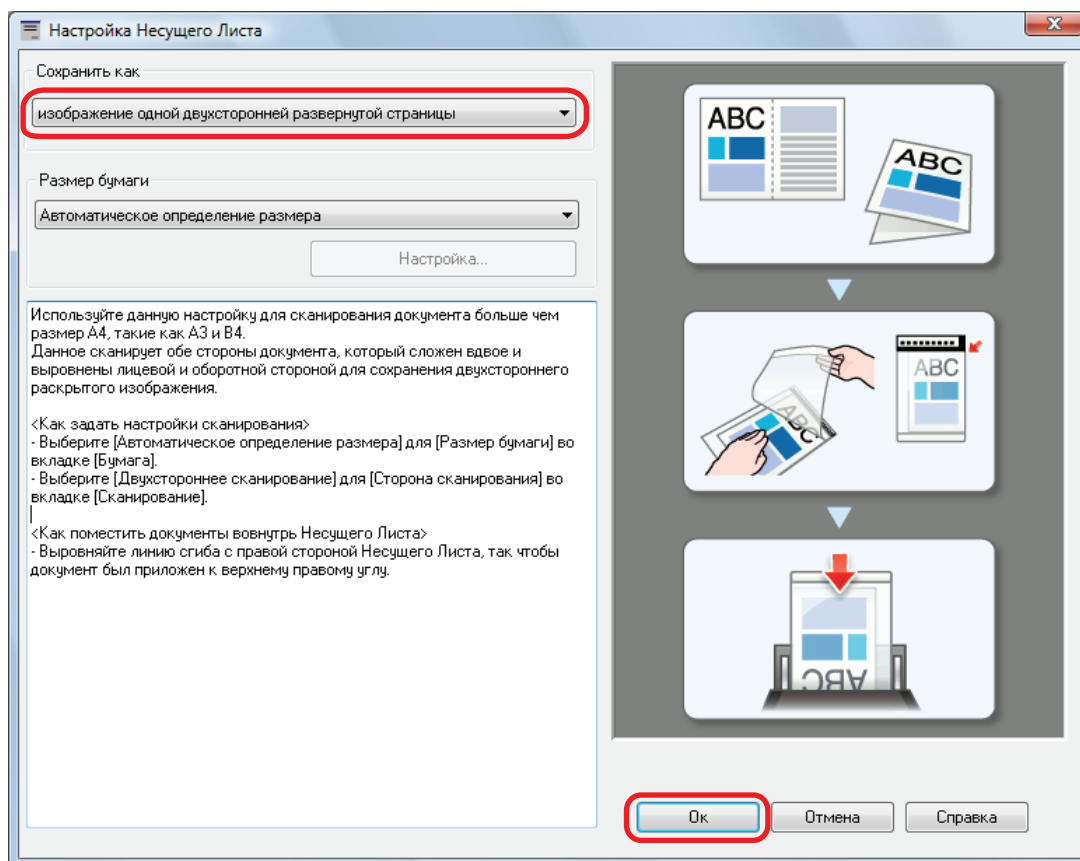 Настройка Несущего Листа
Сохранить как
изображение одной двухсторонней развернутой страницы
Размер бумаги
Автоматическое определение размера
Настройка...
Используйте данную настройку для сканирования документа больше чем
размер A4, такие как A3 и B4.
Данное сканирует обе стороны документа, который сложен вдвое и
выровнены лицевой и оборотной стороной для сохранения двухстороннего
раскрытого изображения.
<Как задать настройки сканирования>
- Выберите [Автоматическое определение размера] для [Размер бумаги] во
вкладке [Бумага].
- Выберите [Двухстороннее сканирование] для [Сторона сканирования] во
вкладке [Сканирование].
<Как поместить документы вовнутрь Несущего Листа>
- Выровняйте линию сгиба с правой стороной Несущего Листа, так чтобы
документ был приложен к верхнему правому углу.
ABC
ABC
ABC
ABC
ABC
Ок
Отмена
Справка